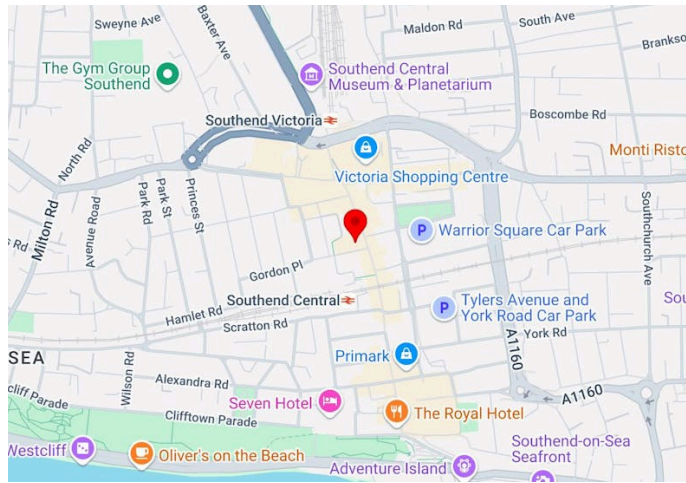 Sweyne Ave
Baxter Ave
Maldon Rd
South Ave
Brankso
The Gym Group
Southend
Southend Central
Museum & Planetarium
Southend Victoria
Boscombe Rd
North Rd
Victoria Shopping Centre
Monti Risto
Milton Rd
Avenue Road
Park Rd
Park St
Princes St
Southchurch Ave
P
Warrior Square Car Park
Gordon Pl
Southend Central
Hamlet Rd
Scratton Rd
P
Tylers Avenue and
York Road Car Park
Sou
York Rd
A1160
SEA
Primark
Wilson Rd
Alexandra Rd
cliff Parade
Seven Hotel
A1160
Clifftown Parade
The Royal Hotel
Westcliff
Oliver's on the Beach
Adventure Island
Southend-on-Sea
Seafront